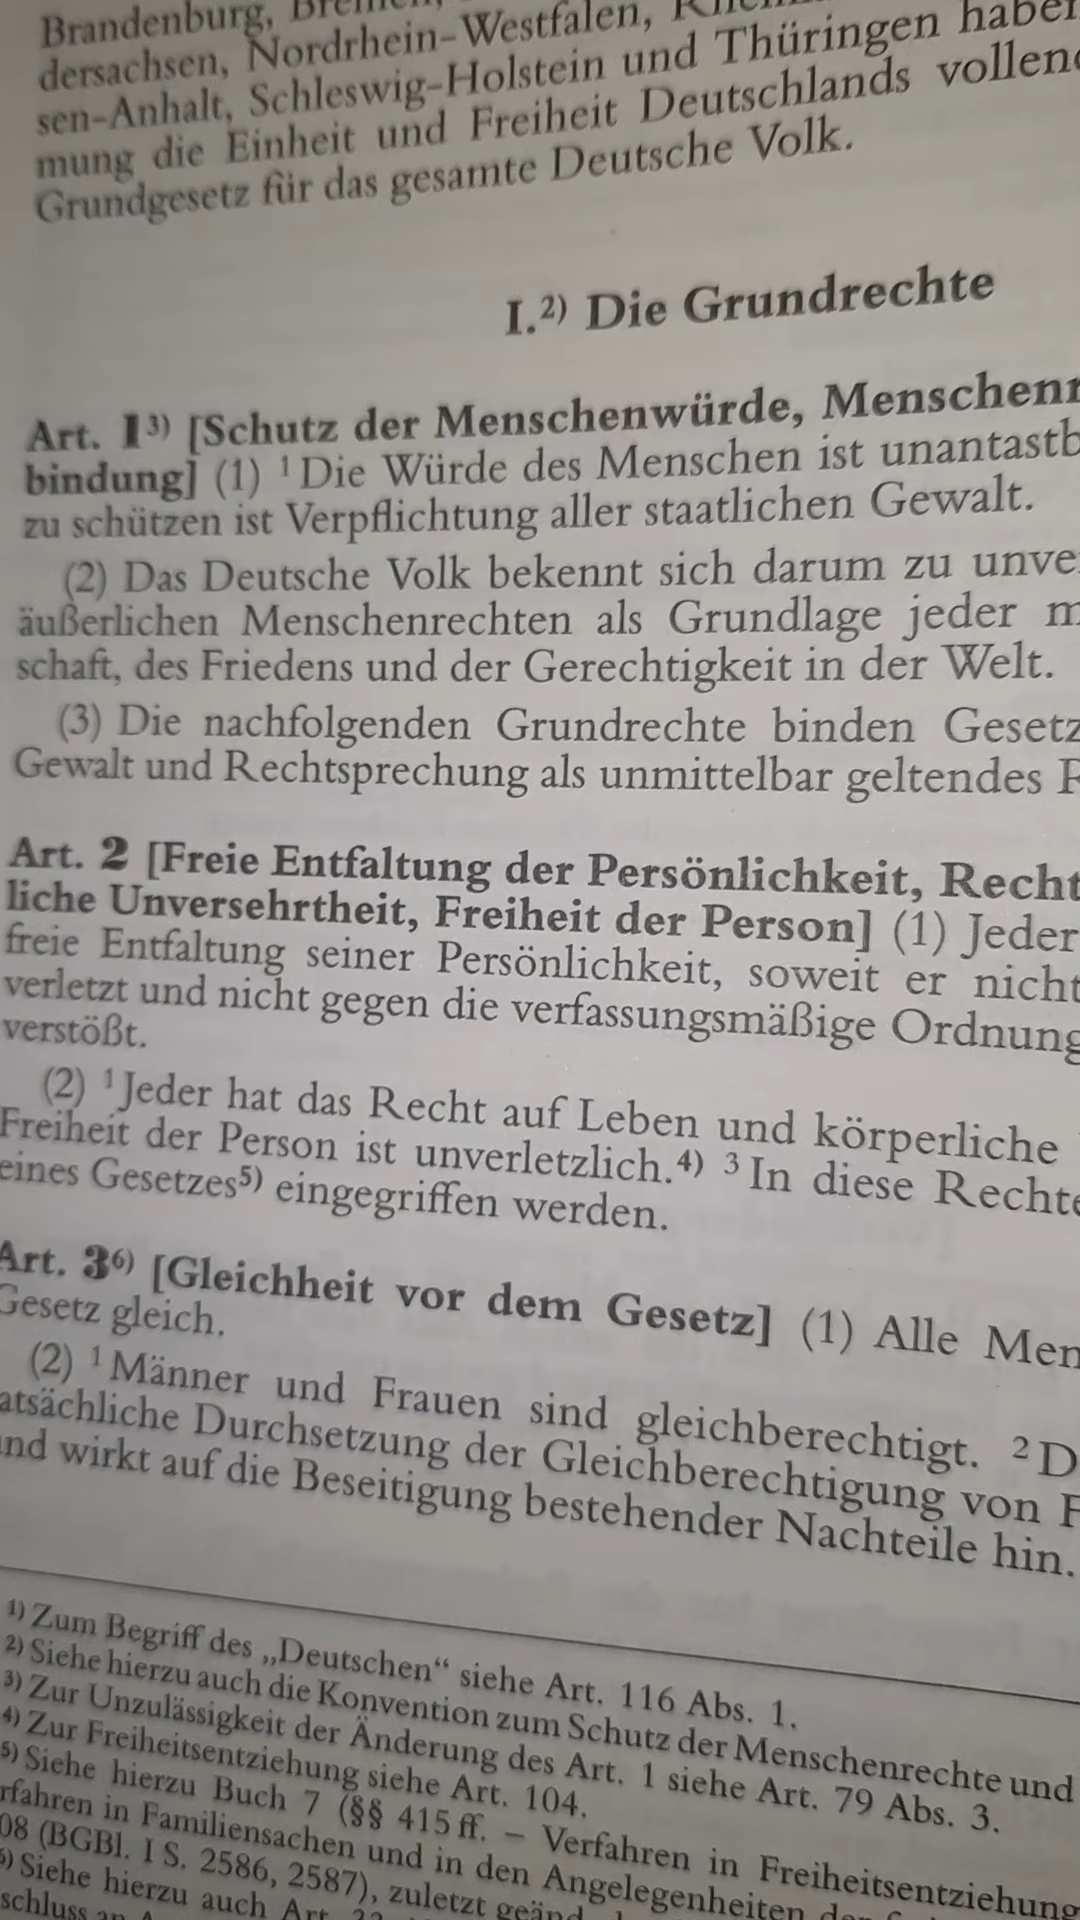 Brandenburg, Bremen,
dersachsen, Nordrhein-Westfalen,
sen-Anhalt, Schleswig-Holstein und Thüringen haben
mung die Einheit und Freiheit Deutschlands
Grundgesetz für das gesamte Deutsche Volk.
I.²⁾ Die Grundrechte
Art. 1³⁾ [Schutz der Menschenwürde,
bindung] (1) ¹Die Würde des Menschen ist
zu schützen ist Verpflichtung aller staatlichen Gewalt.
(2) Das Deutsche Volk bekennt sich darum zu
äußerlichen Menschenrechten als Grundlage jeder
schaft, des Friedens und der Gerechtigkeit in der Welt.
(3) Die nachfolgenden Grundrechte binden
Gewalt und Rechtsprechung als unmittelbar geltendes
Art. 2 [Freie Entfaltung der Persönlichkeit, Recht
liche Unversehrtheit, Freiheit der Person] (1) Jeder
freie Entfaltung seiner Persönlichkeit, soweit er nicht
verletzt und nicht gegen die verfassungsmäßige Ordnung
verstößt.
(2) ¹Jeder hat das Recht auf Leben und körperliche
Freiheit der Person ist unverletzlich.⁴⁾ ³In diese Rechte
eines Gesetzes⁵⁾ eingegriffen werden.
Art. 3⁶⁾ [Gleichheit vor dem Gesetz] (1) Alle
Gesetz gleich.
(2) ¹Männer und Frauen sind gleichberechtigt. ²
atsächliche Durchsetzung der Gleichberechtigung von
und wirkt auf die Beseitigung bestehender Nachteile hin.
¹⁾ Zum Begriff des „Deutschen“ siehe Art. 116 Abs. 1.
²⁾ Siehe hierzu auch die Konvention zum Schutz der Menschenrechte und
³⁾ Zur Unzulässigkeit der Änderung des Art. 1 siehe Art. 79 Abs. 3.
⁴⁾ Zur Freiheitsentziehung siehe Art. 104.
⁵⁾ Siehe hierzu Buch 7 (§§ 415 ff. – Verfahren in Freiheitsentziehung
rfahren in Familiensachen und in den Angelegenheiten der
08 (BGBl. I S. 2586, 2587), zuletzt
⁶⁾ Siehe hierzu auch Art.